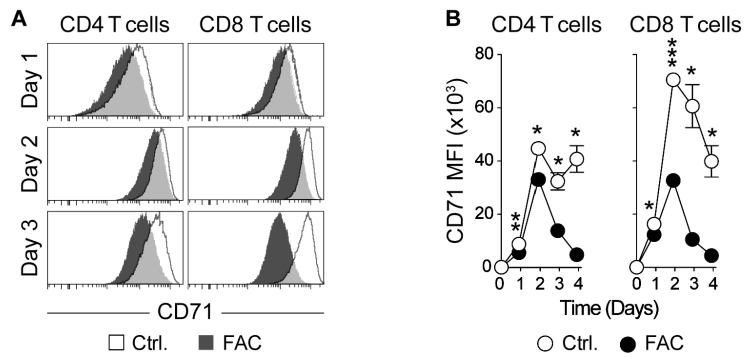 A
CD4 T cells CD8 T cells
Day 1
Day 2
Day 3
CD71
Ctrl. FAC
B
CD4 T cells CD8 T cells
CD71 MFI (x10³)
80
60
40
20
0
** * * *
* *** * *
0 1 2 3 4 0 1 2 3 4
Time (Days)
Ctrl. FAC